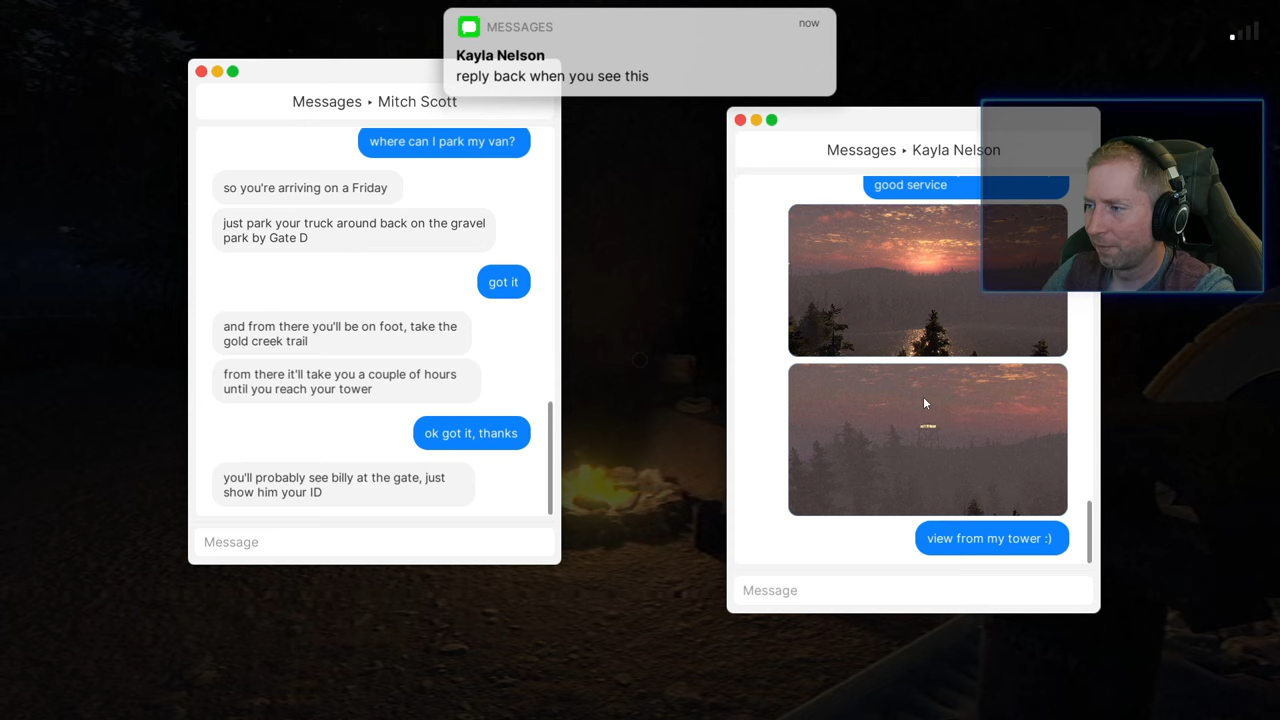 MESSAGES
now
Kayla Nelson
reply back when you see this
Messages ▸ Mitch Scott
where can I park my van?
so you're arriving on a Friday
just park your truck around back on the gravel
park by Gate D
got it
and from there you'll be on foot, take the
gold creek trail
from there it'll take you a couple of hours
until you reach your tower
ok got it, thanks
you'll probably see billy at the gate, just
show him your ID
Message
Messages ▸ Kayla Nelson
good service
view from my tower :)
Message